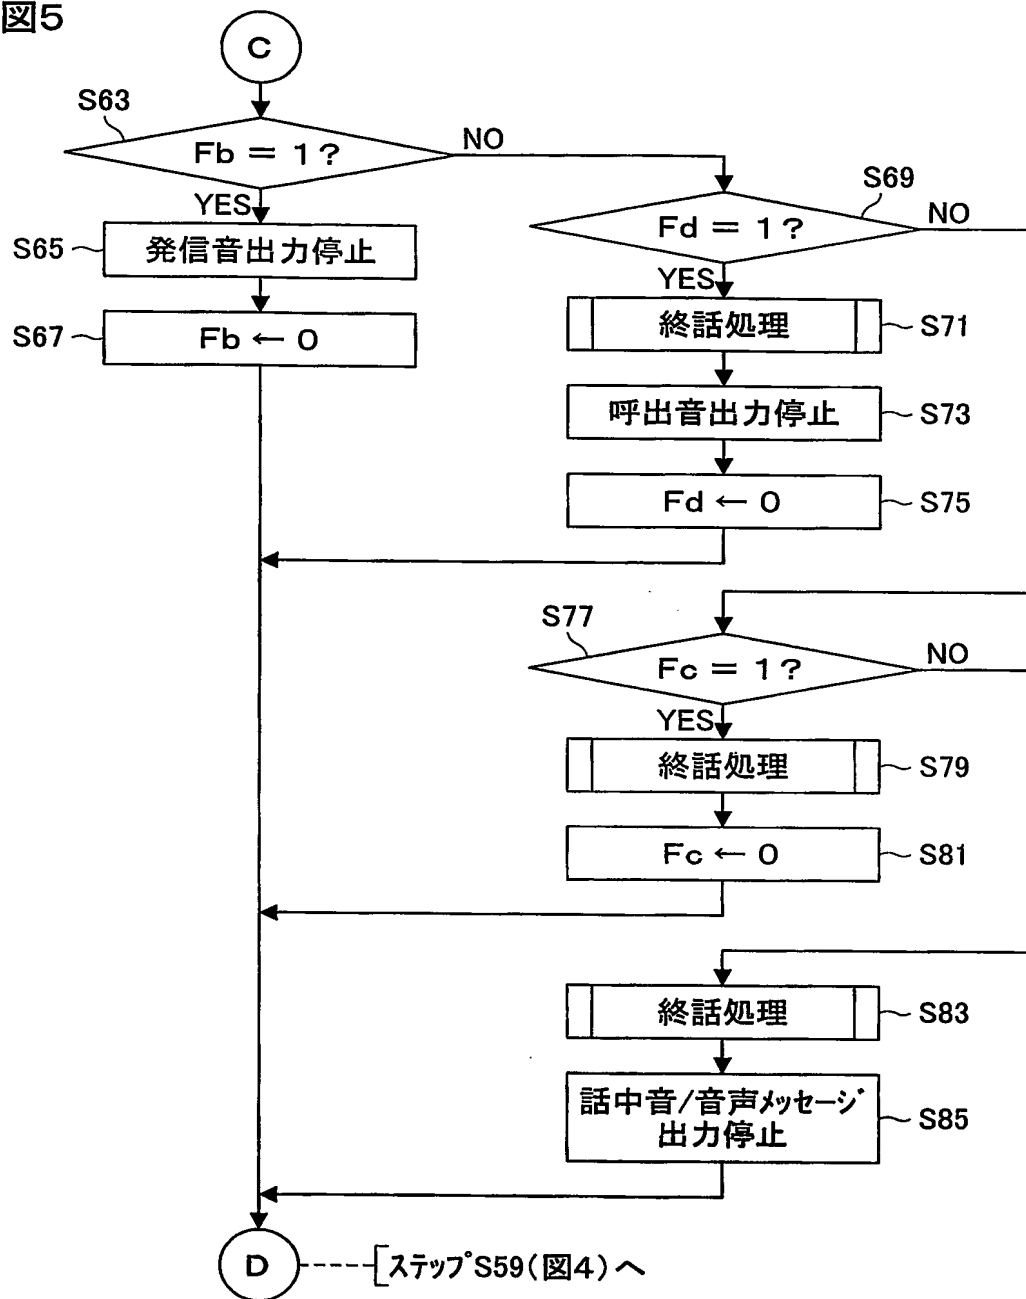 図5
C
S63
Fb = 1?
NO
YES
S65
発信音出力停止
S67
Fb ← 0
S69
Fd = 1?
NO
YES
終話処理
S71
呼出音出力停止
S73
Fd ← 0
S75
S77
Fc = 1?
NO
YES
終話処理
S79
Fc ← 0
S81
終話処理
S83
話中音/音声メッセージ
出力停止
S85
D
ステップS59(図4)へ